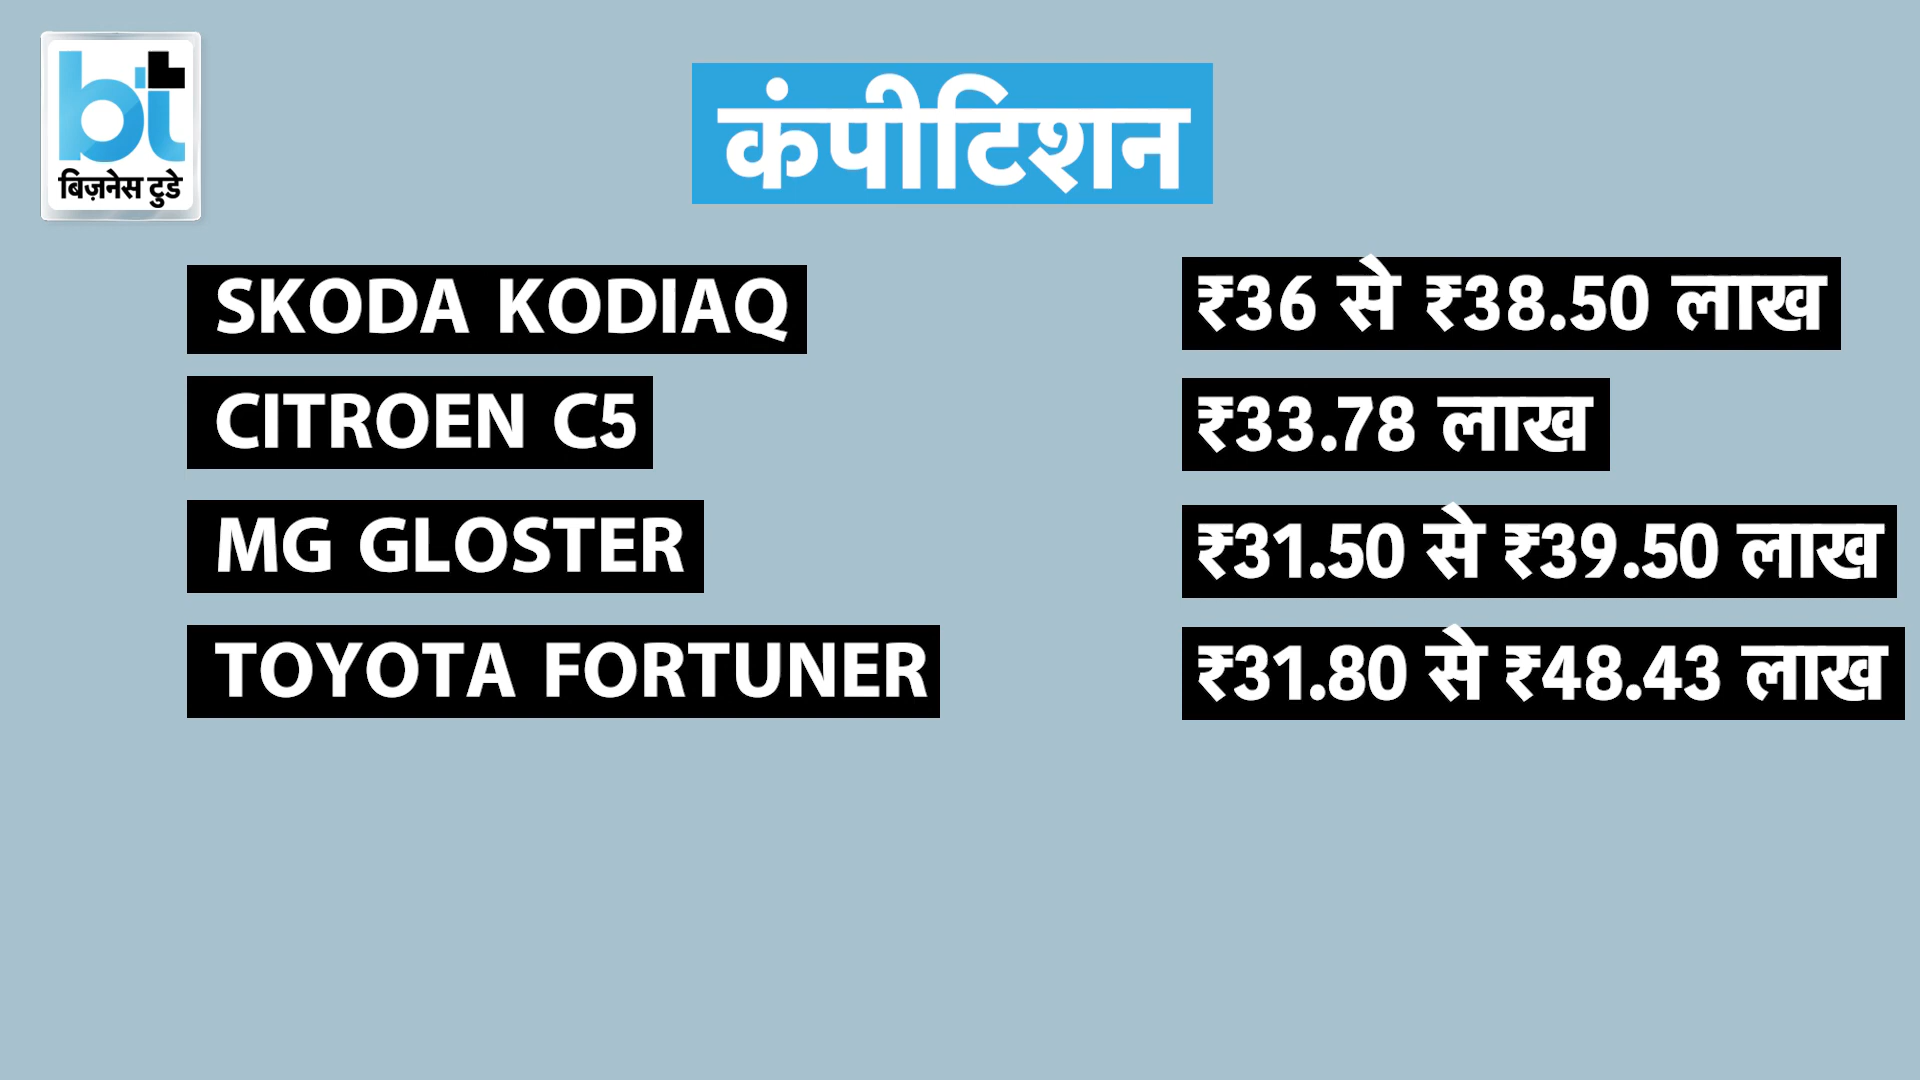 bt
बिज़नेस टुडे
कंपीटिशन
SKODA KODIAQ ₹36 से ₹38.50 लाख
CITROEN C5 ₹33.78 लाख
MG GLOSTER ₹31.50 से ₹39.50 लाख
TOYOTA FORTUNER ₹31.80 से ₹48.43 लाख